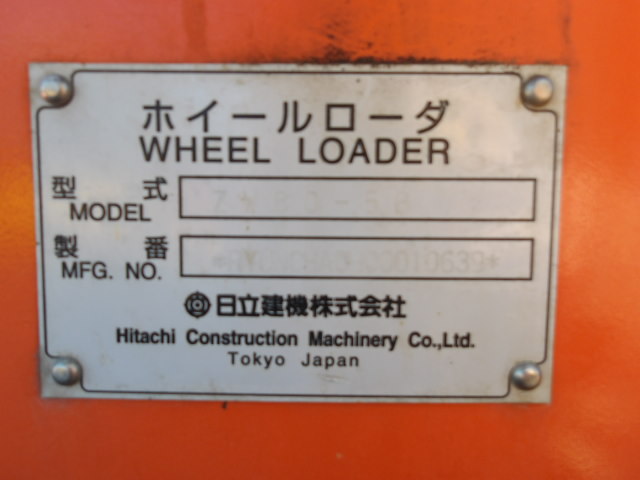 ホイールローダ
WHEEL LOADER
型式
MODEL
製番
MFG. NO.
日立建機株式会社
Hitachi Construction Machinery Co.,Ltd.
Tokyo Japan